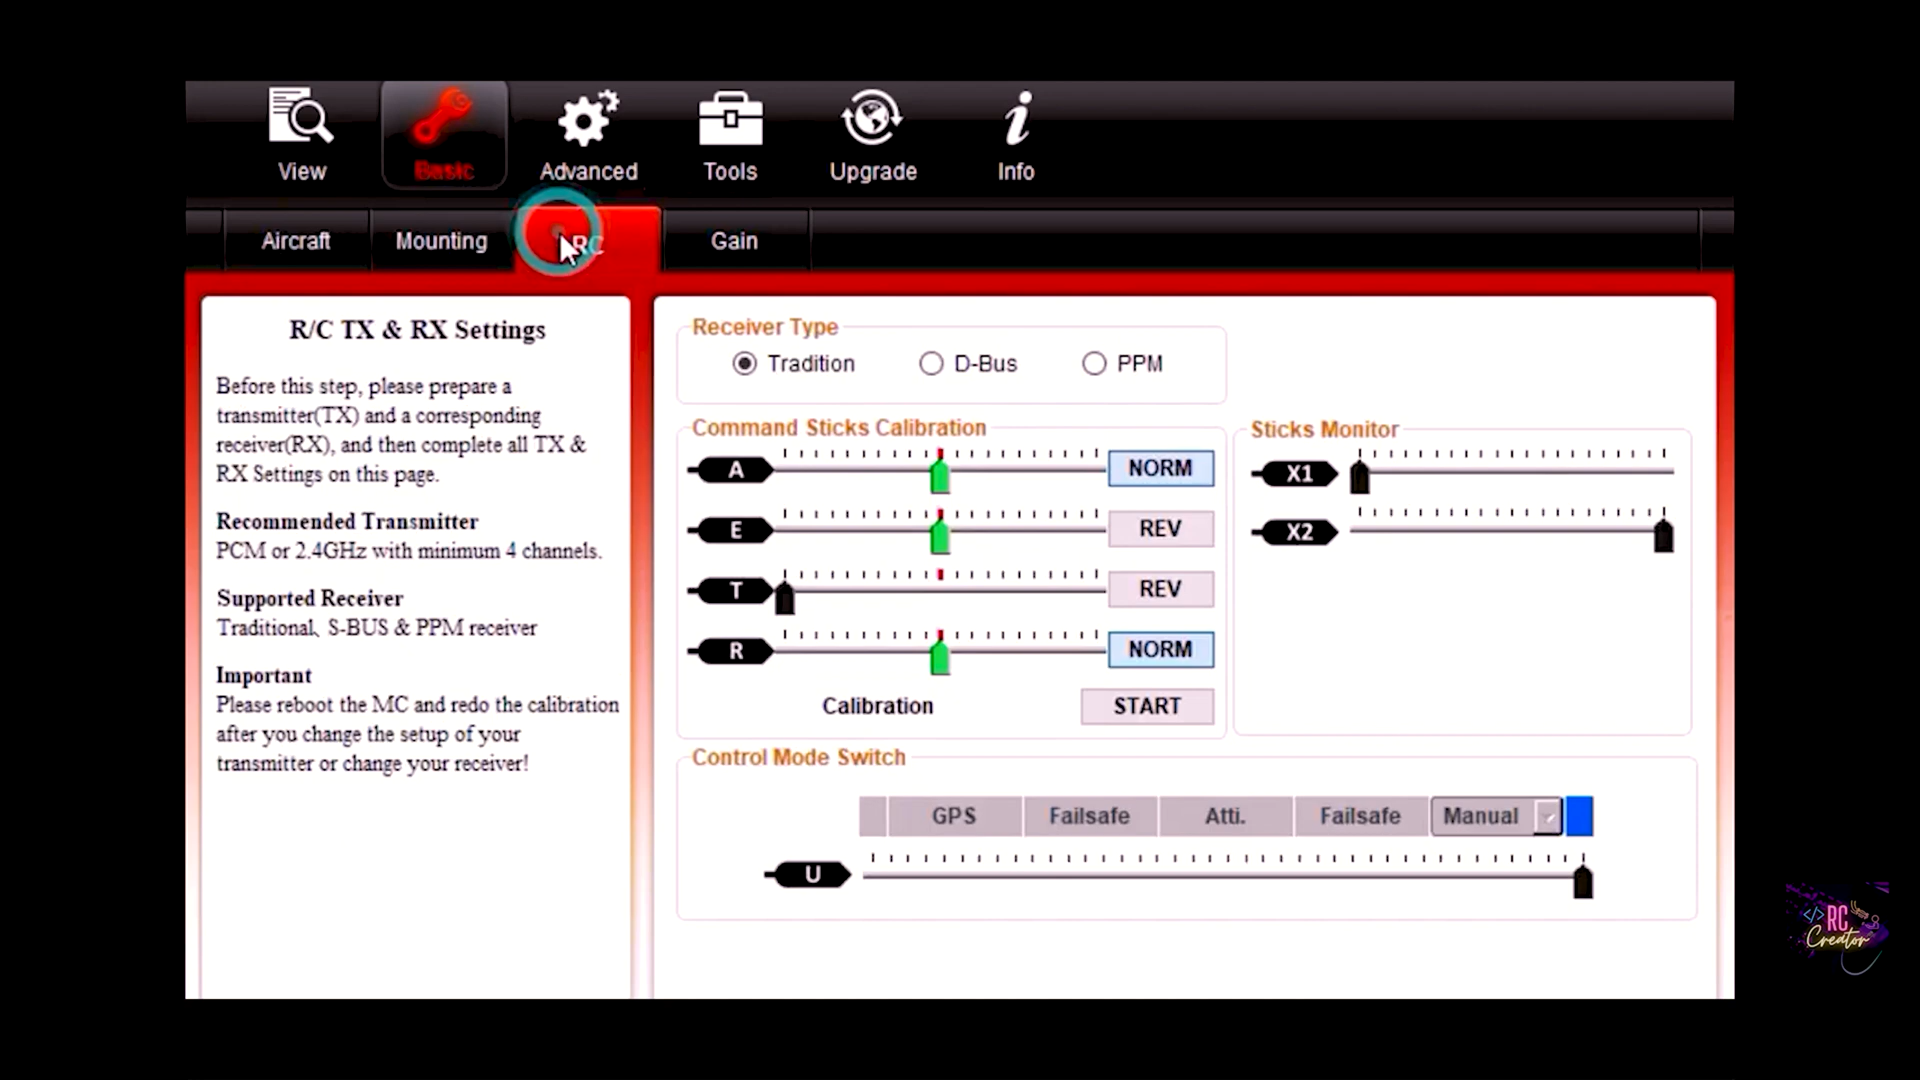 View
Basic
Advanced
Tools
Upgrade
Info
Aircraft
Mounting
RC
Gain
R/C TX & RX Settings
Before this step, please prepare a
transmitter(TX) and a corresponding
receiver(RX), and then complete all TX &
RX Settings on this page.
Recommended Transmitter
PCM or 2.4GHz with minimum 4 channels.
Supported Receiver
Traditional、S-BUS & PPM receiver
Important
Please reboot the MC and redo the calibration
after you change the setup of your
transmitter or change your receiver!
Receiver Type
Tradition
D-Bus
PPM
Command Sticks Calibration
A
NORM
E
REV
T
REV
R
NORM
Calibration
START
Sticks Monitor
X1
X2
Control Mode Switch
GPS
Failsafe
Atti.
Failsafe
Manual
U
</> RC
Creator